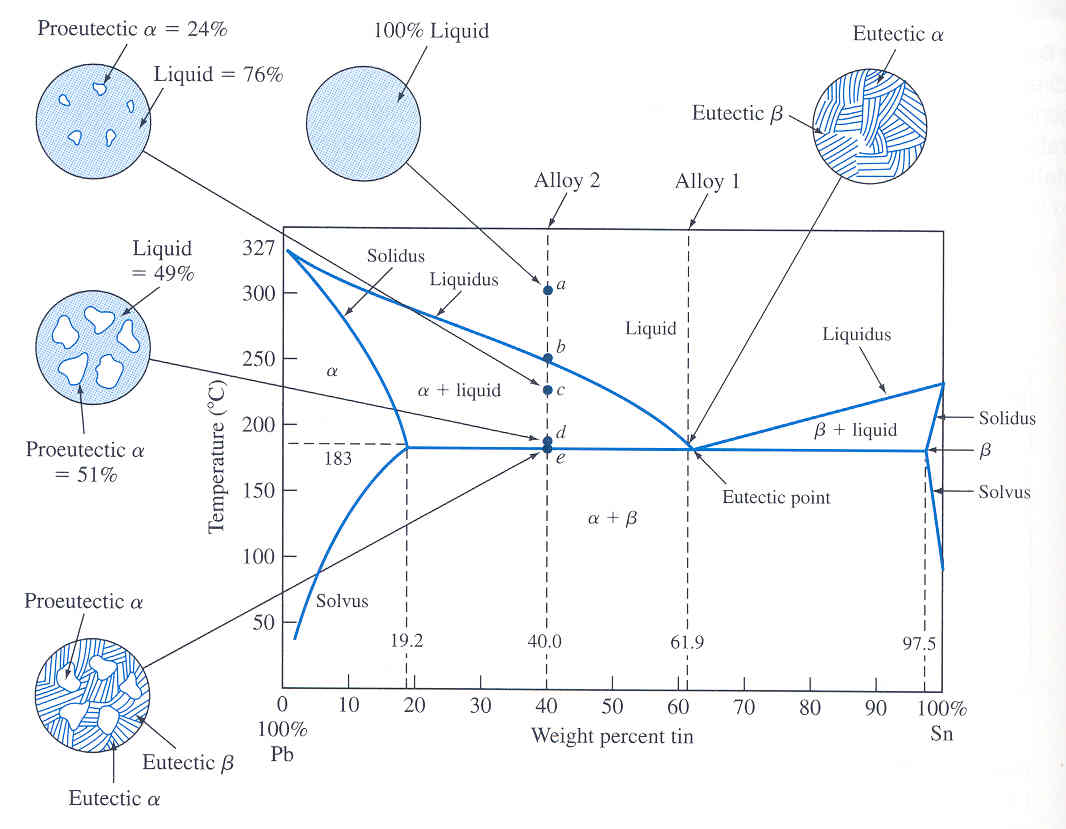 Proeutectic α = 24%
Liquid = 76%
100% Liquid
Eutectic α
Eutectic β
Alloy 2
Alloy 1
Liquid
= 49%
Proeutectic α
= 51%
Proeutectic α
Eutectic β
Eutectic α
Temperature (°C)
327
300
250
200
183
150
100
50
Solidus
Liquidus
α
α + liquid
a
b
c
d
e
Liquid
Liquidus
β + liquid
Solidus
β
Solvus
Eutectic point
α + β
Solvus
19.2
40.0
61.9
97.5
0
10
20
30
40
50
60
70
80
90
100%
100%
Pb
Weight percent tin
Sn